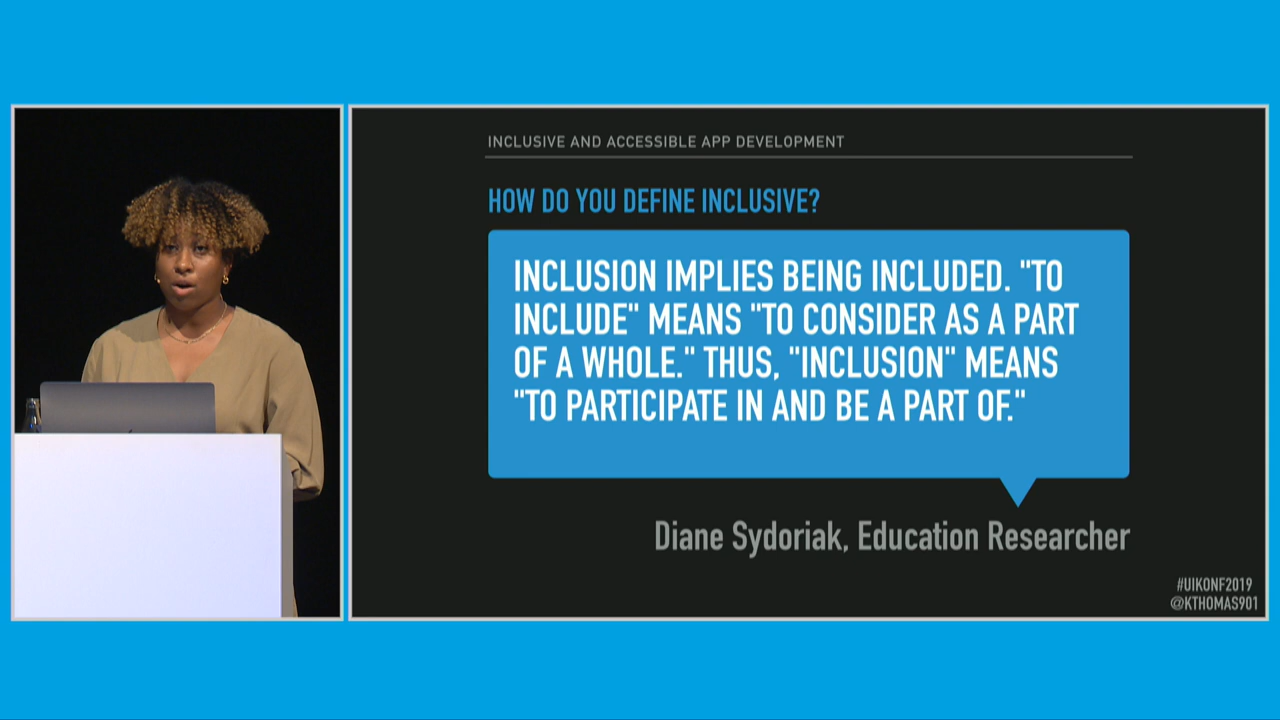 INCLUSIVE AND ACCESSIBLE APP DEVELOPMENT
HOW DO YOU DEFINE INCLUSIVE?
INCLUSION IMPLIES BEING INCLUDED. "TO
INCLUDE" MEANS "TO CONSIDER AS A PART
OF A WHOLE." THUS, "INCLUSION" MEANS
"TO PARTICIPATE IN AND BE A PART OF."
Diane Sydoriak, Education Researcher
#UIKONF2019
@KTHOMAS901